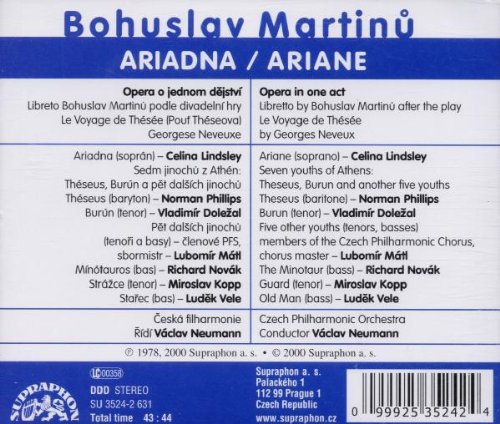 Bohuslav Martinů
ARIADNA / ARIANE
Opera o jednom dějství
Libreto Bohuslav Martinů podle divadelní hry
Le Voyage de Thésée (Pouť Théseova)
Georgese Neveuxe
Ariadna (soprán) – Celina Lindsley
Sedm jinochů z Athén:
Théseus, Burún a pět dalších jinochů
Théseus (baryton) – Norman Phillips
Burún (tenor) – Vladimír Doležal
Pět dalších jinochů
(tenoři a basy) – členové PFS,
sbormistr – Lubomír Mátl
Mínótauros (bas) – Richard Novák
Strážce (tenor) – Miroslav Kopp
Stařec (bas) – Luděk Vele
Česká filharmonie
Řídí Václav Neumann
Opera in one act
Libretto by Bohuslav Martinů after the play
Le Voyage de Thésée
by Georges Neveux
Ariane (soprano) – Celina Lindsley
Seven youths of Athens:
Theseus, Burun and another five youths
Theseus (baritone) – Norman Phillips
Burun (tenor) – Vladimír Doležal
Five other youths (tenors, basses)
members of the Czech Philharmonic Chorus,
chorus master – Lubomír Mátl
The Minotaur (bass) – Richard Novák
Guard (tenor) – Miroslav Kopp
Old Man (bass) – Luděk Vele
Czech Philharmonic Orchestra
Conductor Václav Neumann
℗ 1978, 2000 Supraphon a. s. • © 2000 Supraphon a. s.
SUPRAPHON
LC 00358
DDD STEREO
SU 3524-2 631
Total time 43 : 44
Supraphon a. s.
Palackého 1
112 99 Prague 1
Czech Republic
www.supraphon.cz
0 99925 35242 4